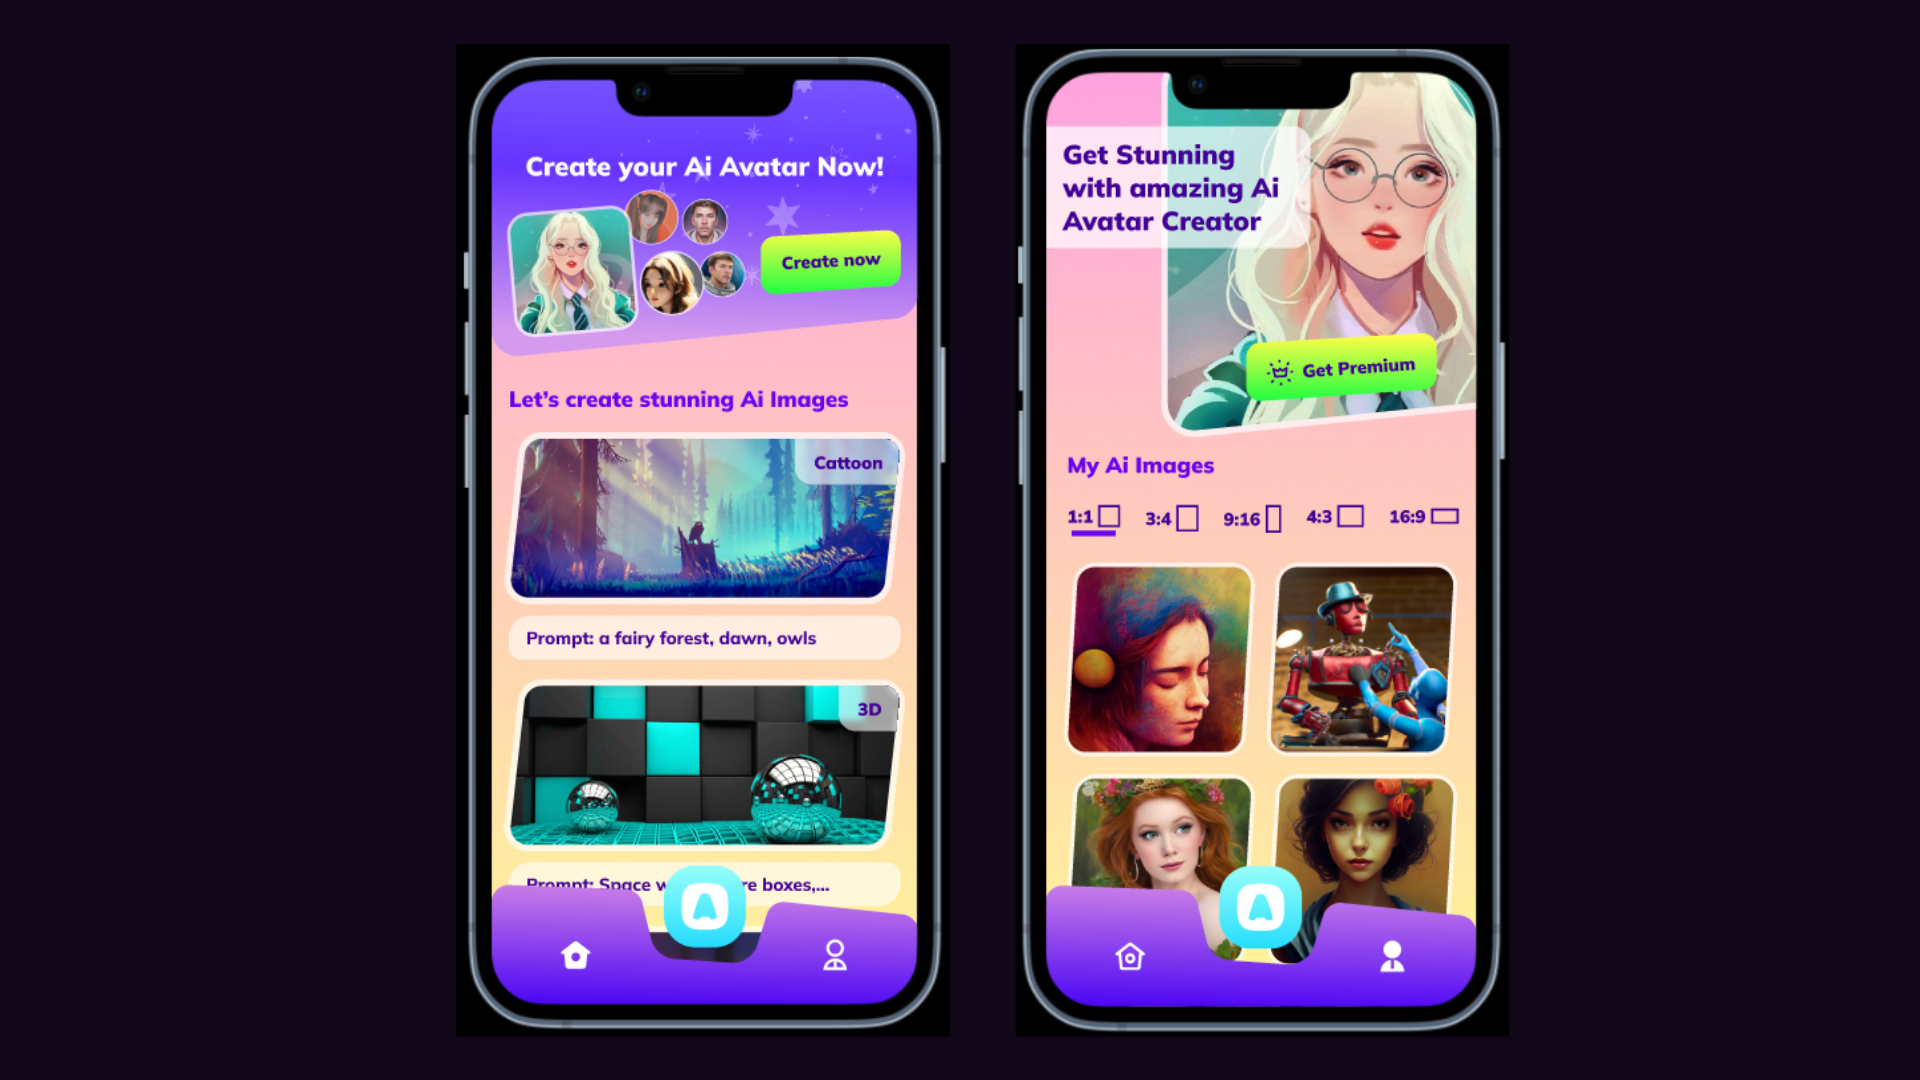 Create your Ai Avatar Now!
Create now
Let's create stunning Ai Images
Cattoon
Prompt: a fairy forest, dawn, owls
3D
Prompt: Space w re boxes,...
Get Stunning
with amazing Ai
Avatar Creator
Get Premium
My Ai Images
1:1 3:4 9:16 4:3 16:9